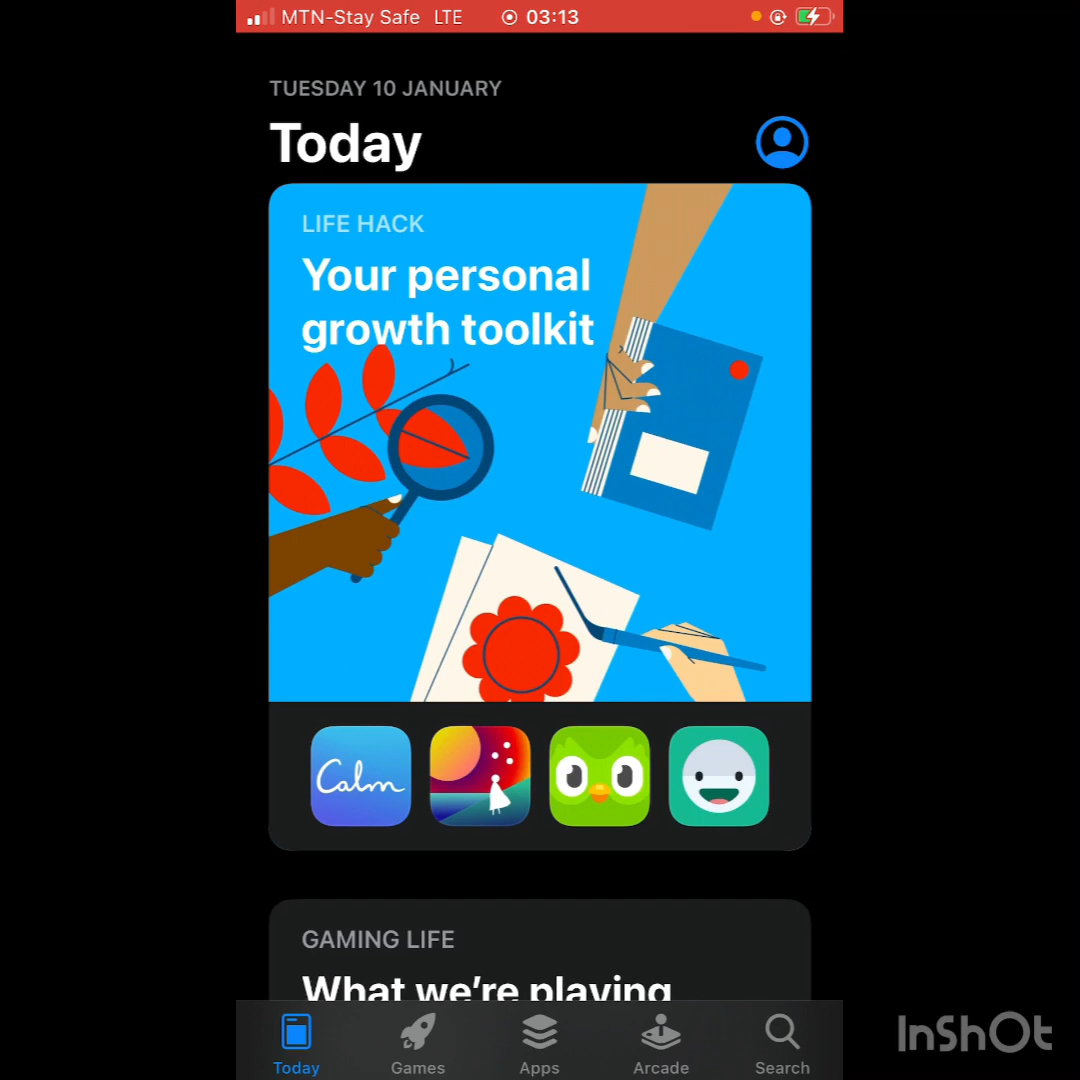 MTN-Stay Safe LTE 03:13
TUESDAY 10 JANUARY
Today
LIFE HACK
Your personal
growth toolkit
Calm
GAMING LIFE
What we're playing
Today Games Apps Arcade Search
InShOt